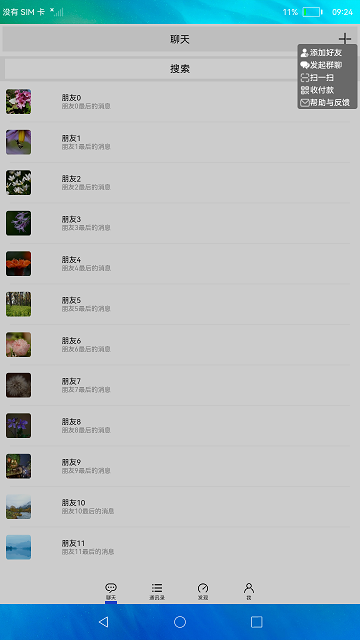 没有 SIM 卡 11% 09:24
聊天
添加好友
发起群聊
扫一扫
收付款
帮助与反馈
搜索
朋友0
朋友0最后的消息
朋友1
朋友1最后的消息
朋友2
朋友2最后的消息
朋友3
朋友3最后的消息
朋友4
朋友4最后的消息
朋友5
朋友5最后的消息
朋友6
朋友6最后的消息
朋友7
朋友7最后的消息
朋友8
朋友8最后的消息
朋友9
朋友9最后的消息
朋友10
朋友10最后的消息
朋友11
朋友11最后的消息
聊天 通讯录 发现 我